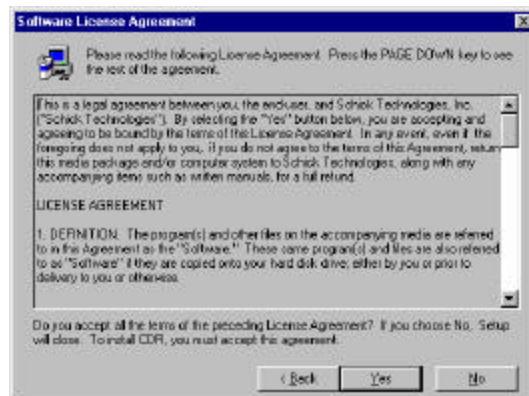 Software License Agreement
Please read the following License Agreement. Press the PAGE DOWN key to see
the rest of the agreement.
This is a legal agreement between you, the end-user, and Schick Technologies, Inc.
("Schick Technologies"). By selecting the "Yes" button below, you are accepting and
agreeing to be bound by the terms of this License Agreement. In any event, even if the
foregoing does not apply to you, if you do not agree to the terms of this Agreement, return
this media package and/or computer system to Schick Technologies, along with any
accompanying items such as written manuals, for a full refund.
LICENSE AGREEMENT
1. DEFINITION. The program(s) and other files on the accompanying media are referred
to in this Agreement as the "Software." These same program(s) and files are also referred
to as "Software" if they are copied onto your hard disk drive, either by you or prior to
delivery to you or otherwise.
Do you accept all the terms of the preceding License Agreement? If you choose No, Setup
will close. To install CDR, you must accept this agreement.
< Back
Yes
No